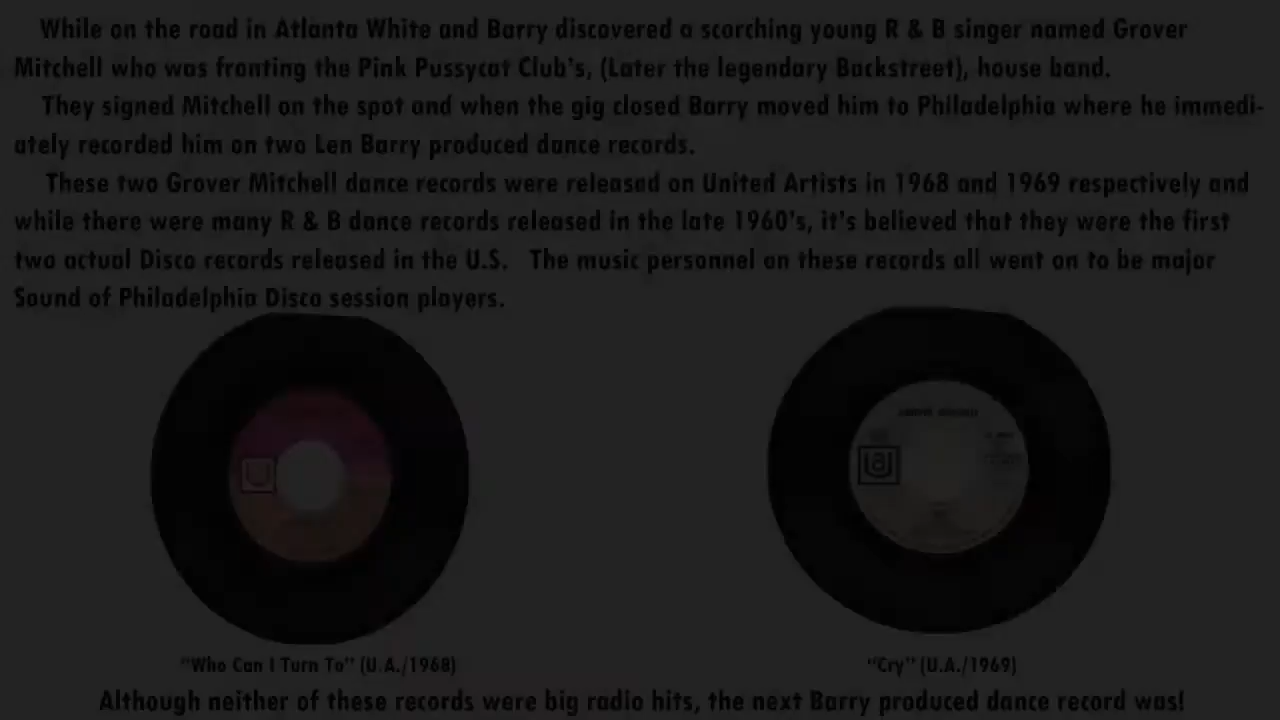 While on the road in Atlanta White and Barry discovered a scorching young R & B singer named Grover
Mitchell who was fronting the Pink Pussycat Club's, (Later the legendary Backstreet), house band.
They signed Mitchell on the spot and when the gig closed Barry moved him to Philadelphia where he immedi-
ately recorded him on two Len Barry produced dance records.
These two Grover Mitchell dance records were released on United Artists in 1968 and 1969 respectively and
while there were many R & B dance records released in the late 1960's, it's believed that they were the first
two actual Disco records released in the U.S. The music personnel on these records all went on to be major
Sound of Philadelphia Disco session players.
"Who Can I Turn To" (U.A./1968)
"Cry" (U.A./1969)
Although neither of these records were big radio hits, the next Barry produced dance record was!